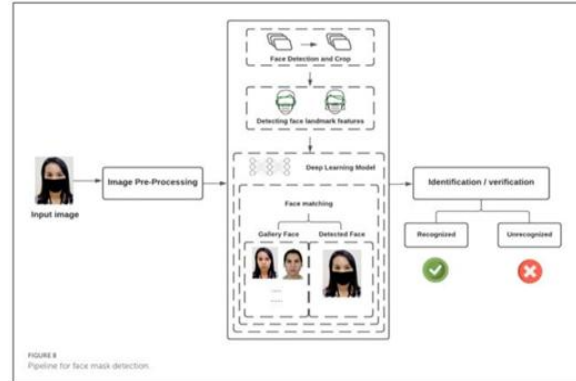 Face Detection and Crop
Detecting face landmark features
Deep Learning Model
Input image
Image Pre-Processing
Face matching
Gallery Face
Detected Face
Identification / verification
Recognized
Unrecognized
FIGURE 8
Pipeline for face mask detection.